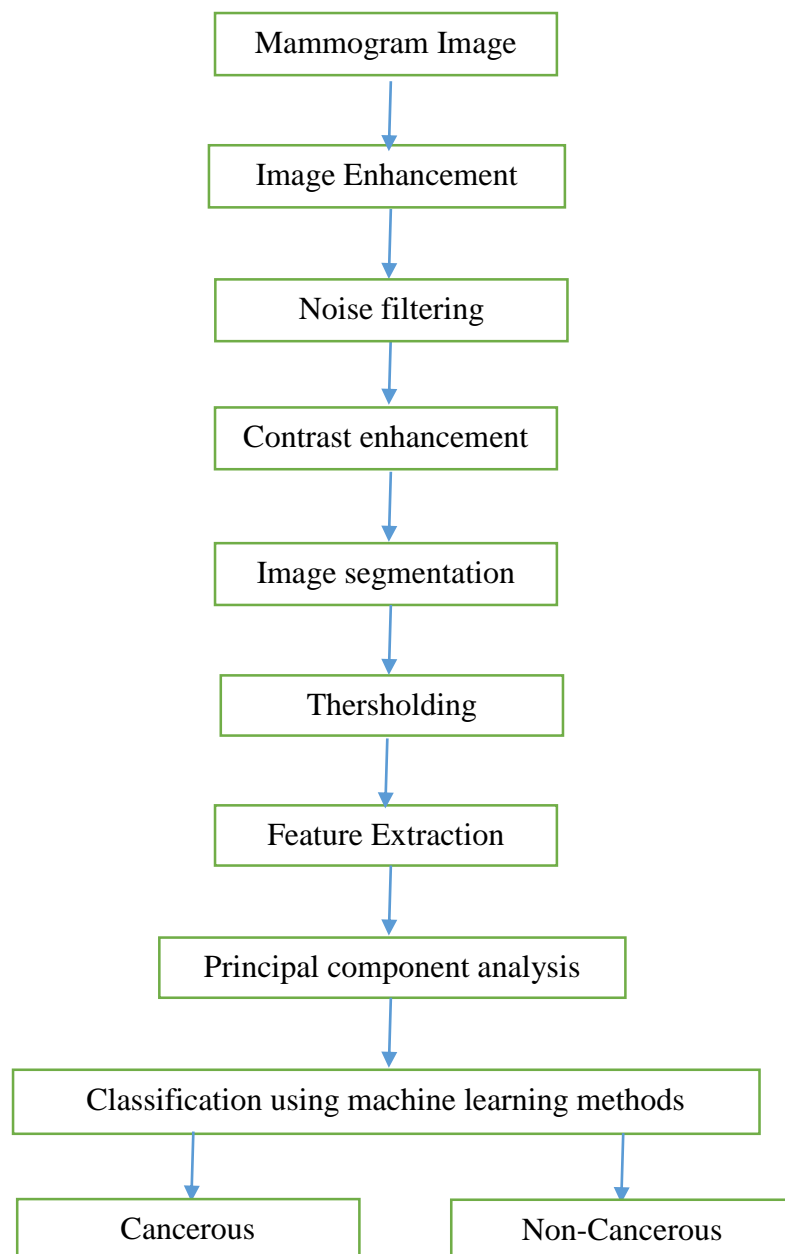 Mammogram Image
Image Enhancement
Noise filtering
Contrast enhancement
Image segmentation
Thersholding
Feature Extraction
Principal component analysis
Classification using machine learning methods
Cancerous
Non-Cancerous